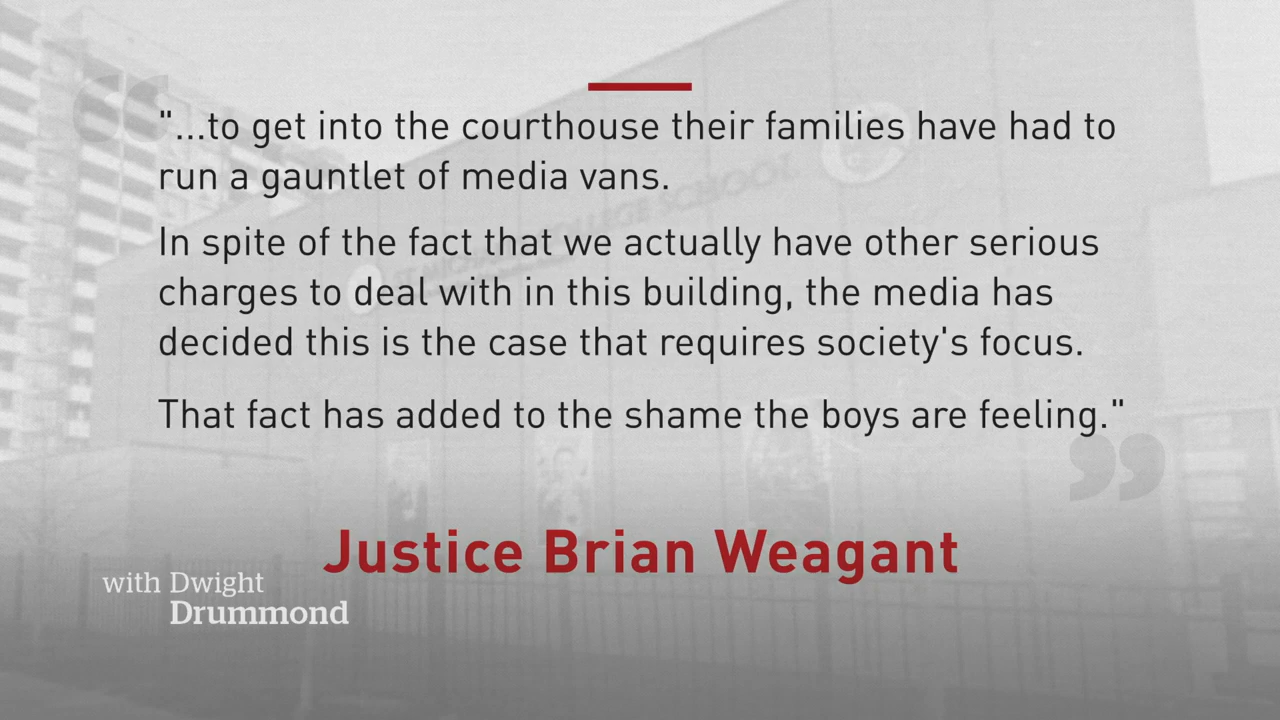 "...to get into the courthouse their families have had to
run a gauntlet of media vans.
In spite of the fact that we actually have other serious
charges to deal with in this building, the media has
decided this is the case that requires society's focus.
That fact has added to the shame the boys are feeling."
Justice Brian Weagant
with Dwight
Drummond